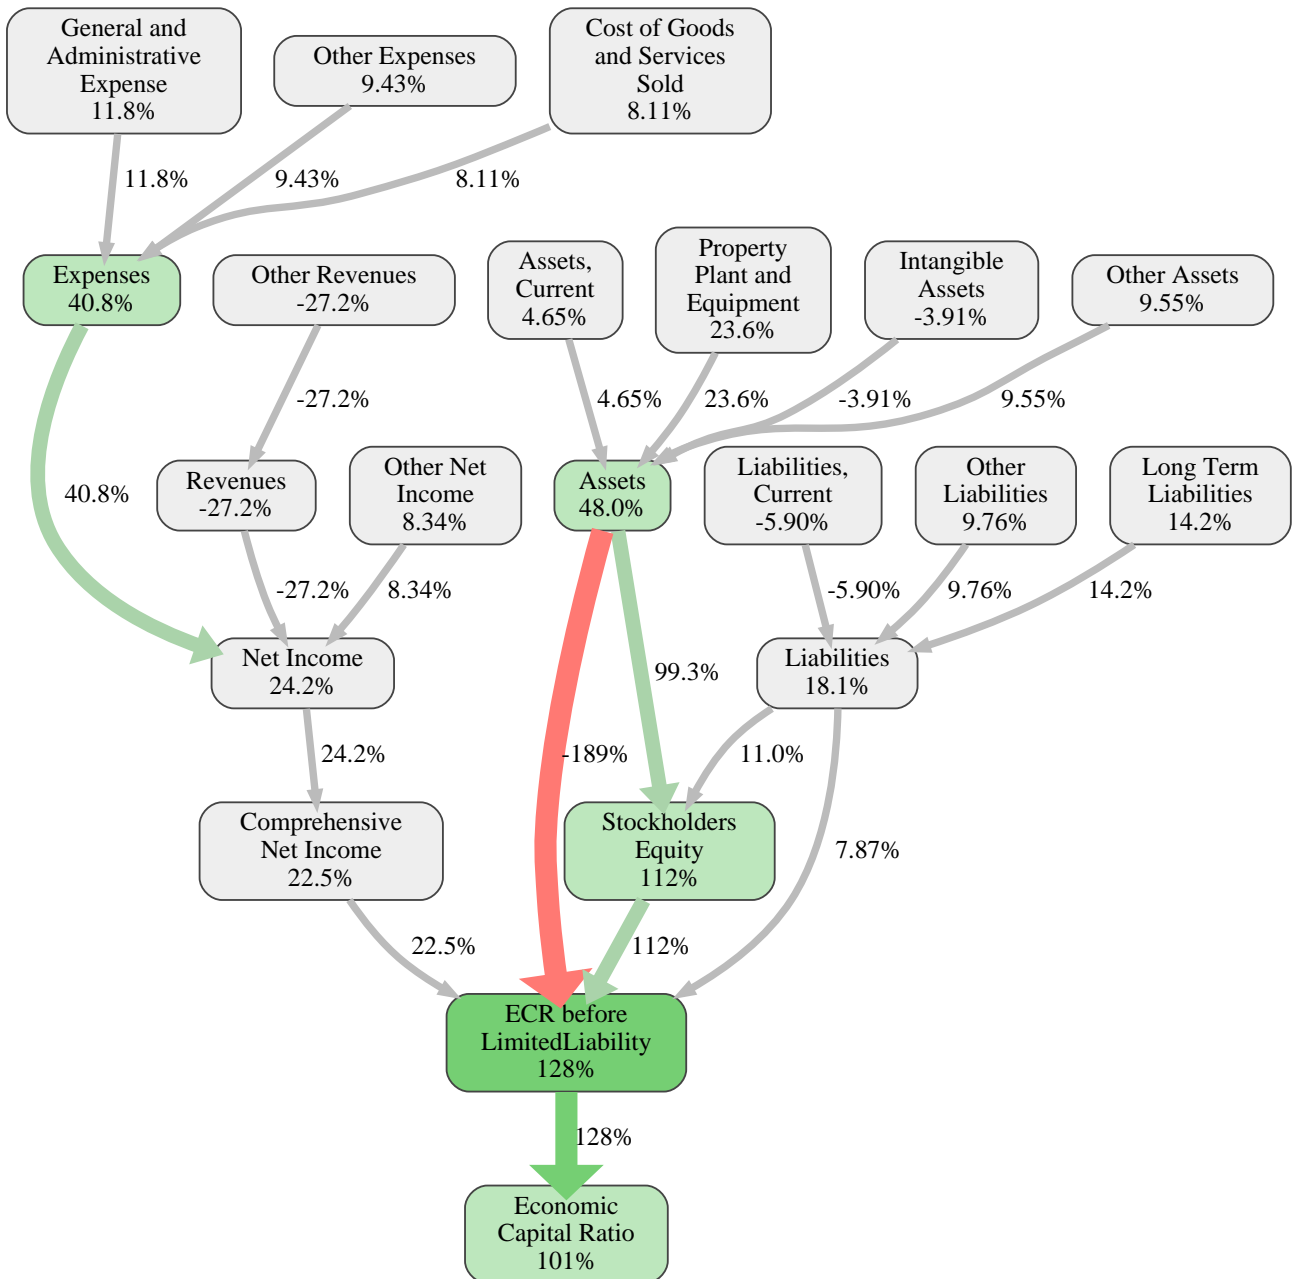 General and
Administrative
Expense
11.8%
Other Expenses
9.43%
Cost of Goods
and Services
Sold
8.11%
11.8%
9.43%
8.11%
Expenses
40.8%
Other Revenues
-27.2%
Assets,
Current
4.65%
Property
Plant and
Equipment
23.6%
Intangible
Assets
-3.91%
Other Assets
9.55%
-27.2%
4.65%
23.6%
-3.91%
9.55%
40.8%
Revenues
-27.2%
Other Net
Income
8.34%
Assets
48.0%
Liabilities,
Current
-5.90%
Other
Liabilities
9.76%
Long Term
Liabilities
14.2%
-27.2%
8.34%
-5.90%
9.76%
14.2%
Net Income
24.2%
99.3%
Liabilities
18.1%
24.2%
-189%
11.0%
Comprehensive
Net Income
22.5%
Stockholders
Equity
112%
7.87%
22.5%
112%
ECR before
LimitedLiability
128%
128%
Economic
Capital Ratio
101%